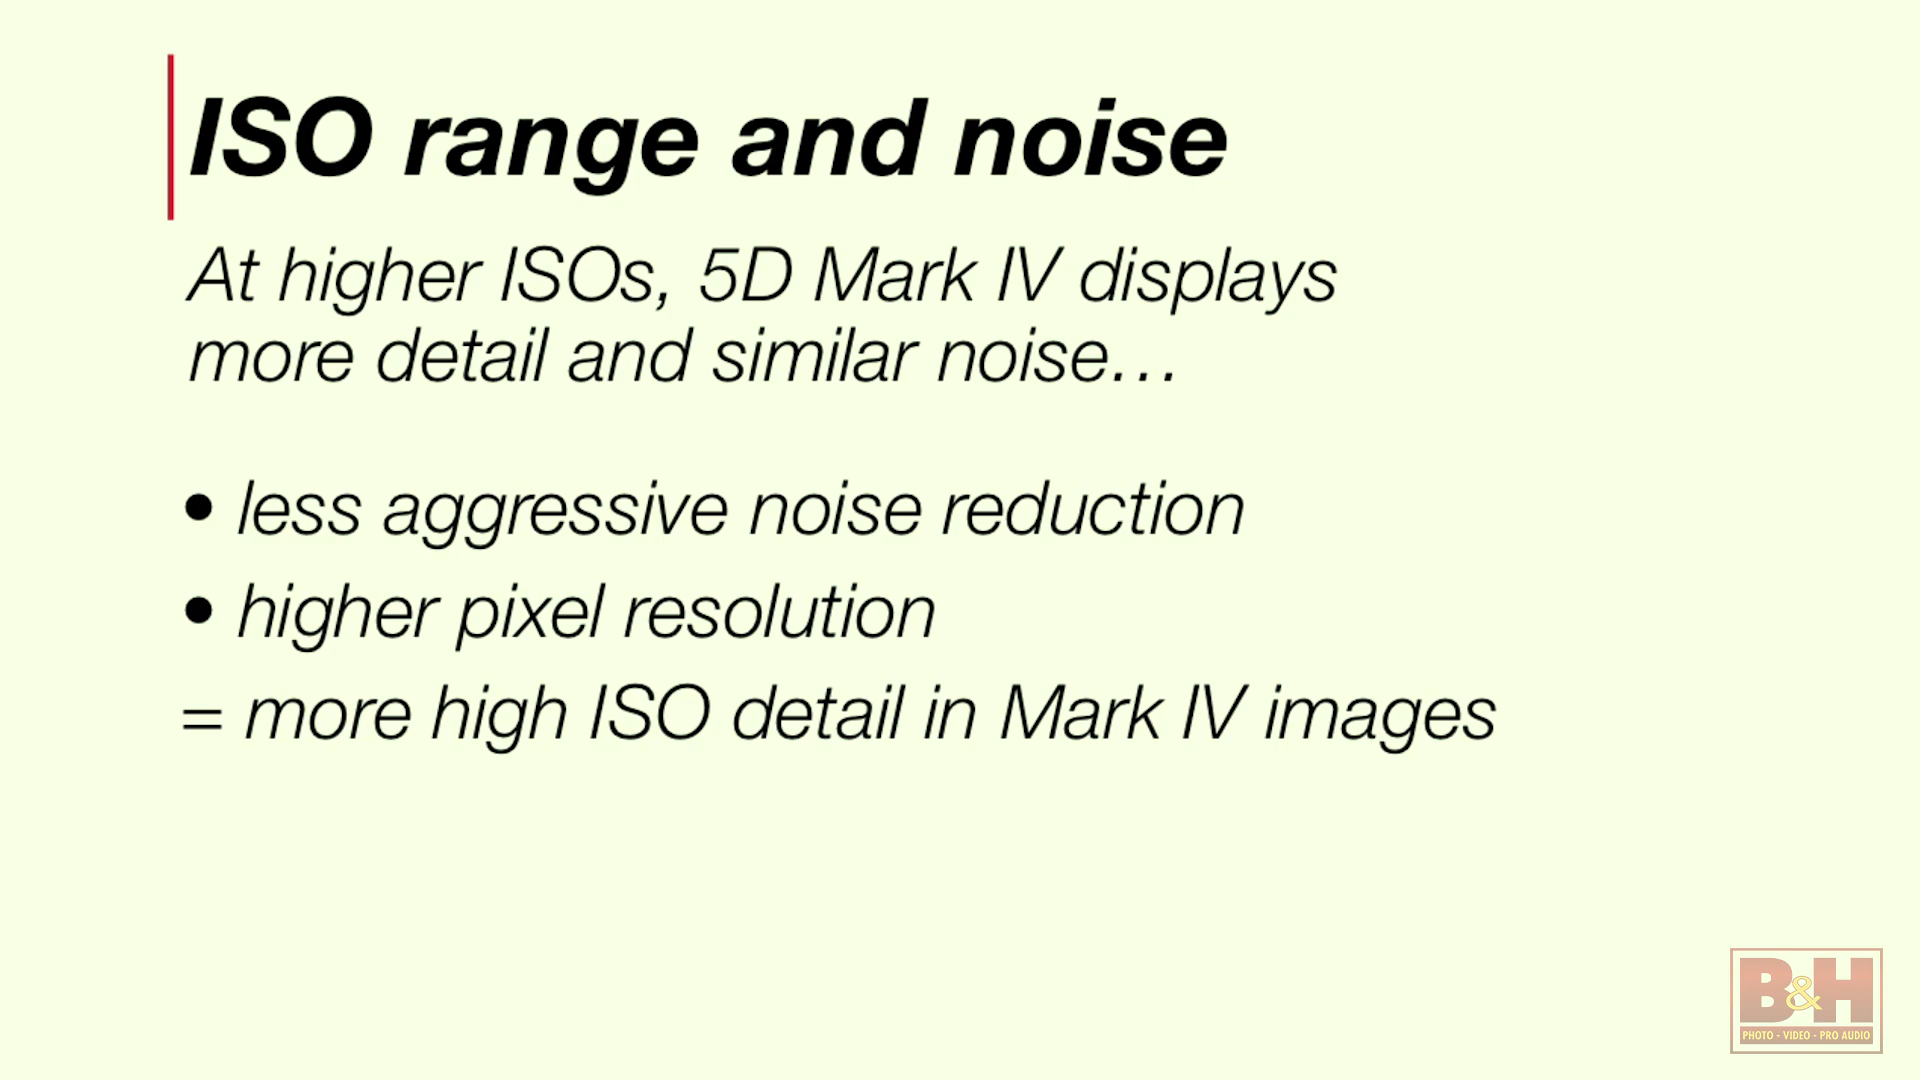 ISO range and noise
At higher ISOs, 5D Mark IV displays
more detail and similar noise…
• less aggressive noise reduction
• higher pixel resolution
= more high ISO detail in Mark IV images
B&H
PHOTO - VIDEO - PRO AUDIO